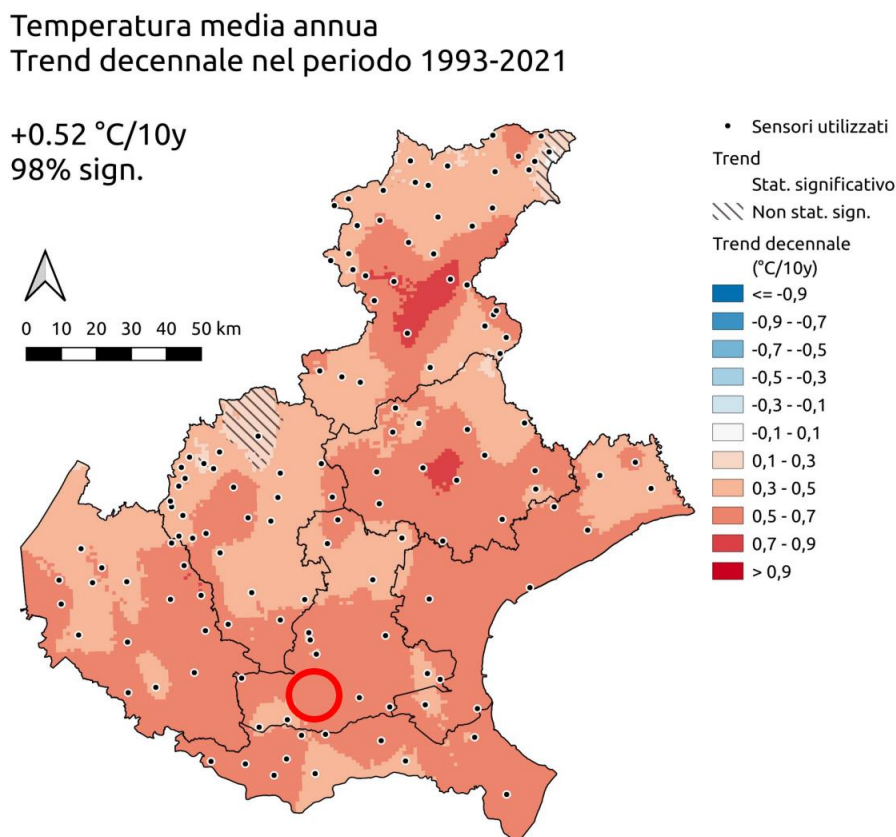 Temperatura media annua
Trend decennale nel periodo 1993-2021
+0.52 °C/10y
98% sign.
0 10 20 30 40 50 km
Sensori utilizzati
Trend
Stat. significativo
Non stat. sign.
Trend decennale
(°C/10y)
<= -0,9
-0,9 - -0,7
-0,7 - -0,5
-0,5 - -0,3
-0,3 - -0,1
-0,1 - 0,1
0,1 - 0,3
0,3 - 0,5
0,5 - 0,7
0,7 - 0,9
> 0,9